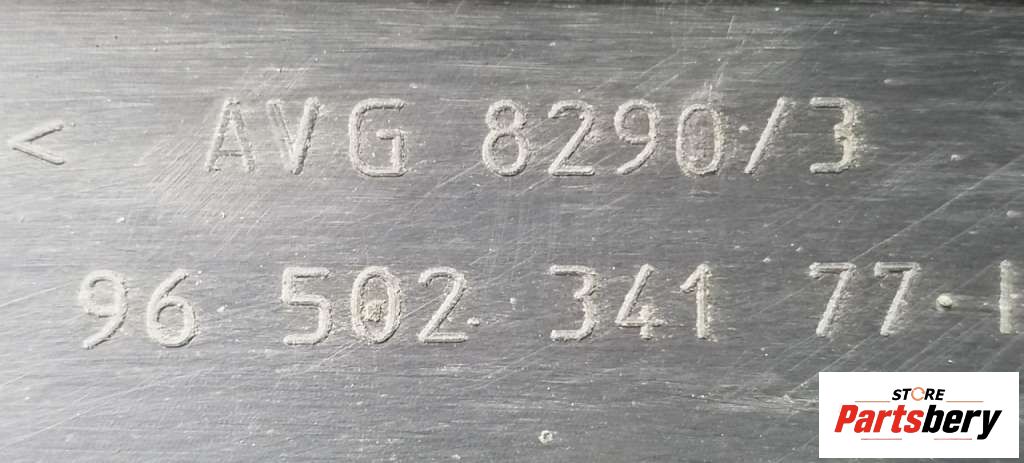 < AVG 8290/3
96 502 341 77-
STORE
Partsbery